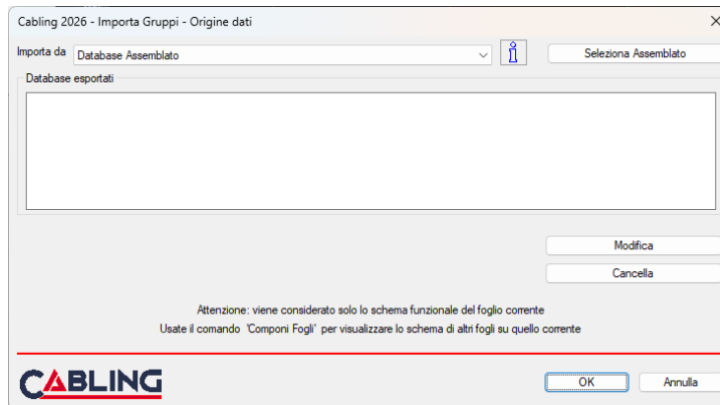 Cabling 2026 - Importa Gruppi - Origine dati
Importa da Database Assemblato Seleziona Assemblato
Database esportati
Modifica
Cancella
Attenzione: viene considerato solo lo schema funzionale del foglio corrente
Usate il comando 'Componi Fogli' per visualizzare lo schema di altri fogli su quello corrente
CABLING
OK Annulla